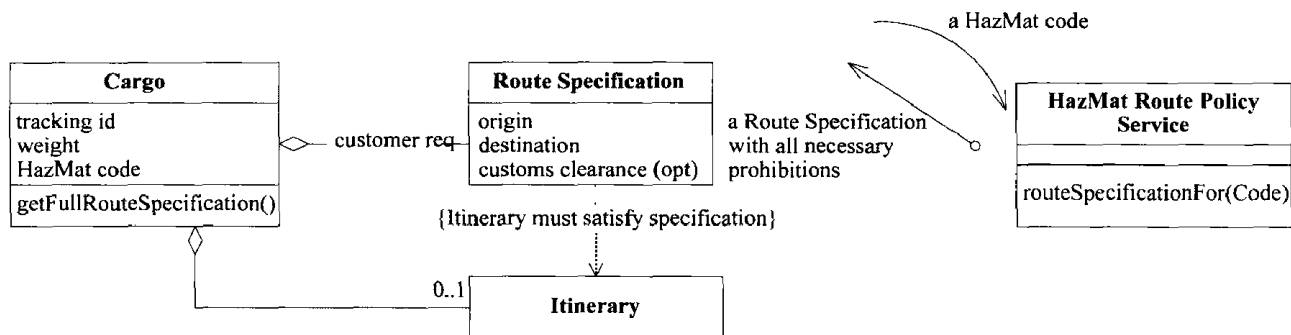 a HazMat code
Cargo
tracking id
weight
HazMat code
getFullRouteSpecification()
customer req
Route Specification
origin
destination
customs clearance (opt)
a Route Specification
with all necessary
prohibitions
HazMat Route Policy
Service
routeSpecificationFor(Code)
{Itinerary must satisfy specification}
0..1
Itinerary